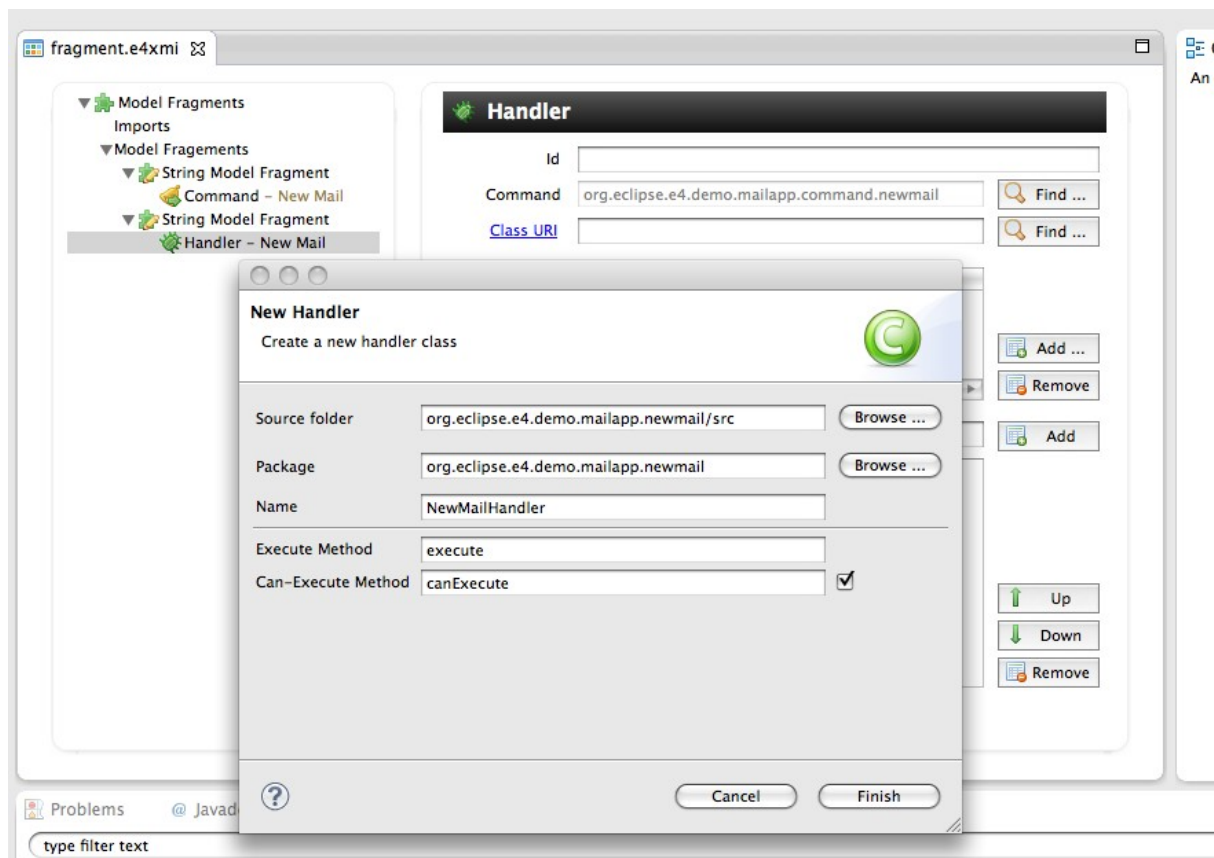 fragment.e4xmi
An
Model Fragments
Imports
Model Fragements
String Model Fragment
Command – New Mail
String Model Fragment
Handler – New Mail
Handler
Id
Command org.eclipse.e4.demo.mailapp.command.newmail Find ...
Class URI Find ...
Add ...
Remove
Add
Up
Down
Remove
New Handler
Create a new handler class
Source folder org.eclipse.e4.demo.mailapp.newmail/src Browse ...
Package org.eclipse.e4.demo.mailapp.newmail Browse ...
Name NewMailHandler
Execute Method execute
Can-Execute Method canExecute
Cancel Finish
Problems @ Javad
type filter text